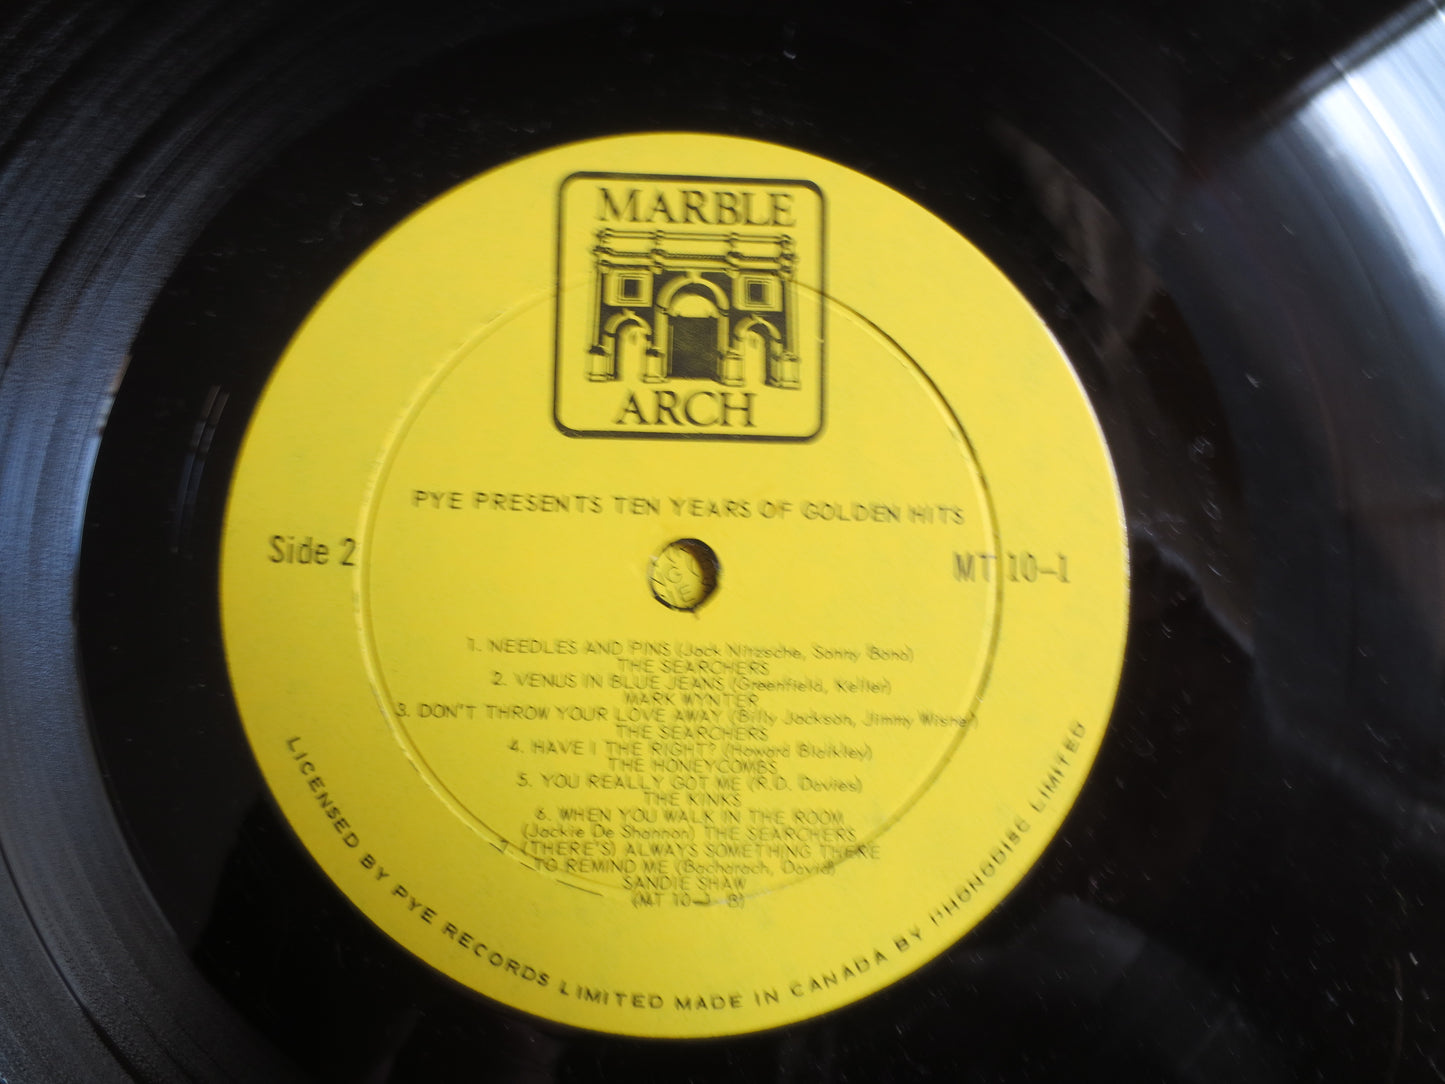 MARBLE
ARCH
PYE PRESENTS TEN YEARS OF GOLDEN HITS
Side 2
MT 10-1
1. NEEDLES AND PINS (Jack Nitzsche, Sonny Bono)
THE SEARCHERS
2. VENUS IN BLUE JEANS (Greenfield, Keller)
MARK WYNTER
3. DON'T THROW YOUR LOVE AWAY (Billy Jackson, Jimmy Wisner)
THE SEARCHERS
4. HAVE I THE RIGHT? (Howard Blaikley)
THE HONEYCOMBS
5. YOU REALLY GOT ME (R.D. Davies)
THE KINKS
6. WHEN YOU WALK IN THE ROOM
(Jackie De Shannon) THE SEARCHERS
7. (THERE'S) ALWAYS SOMETHING THERE
TO REMIND ME (Bacharach, David)
SANDIE SHAW
(MT 10-1-B)
LICENSED BY PYE RECORDS LIMITED MADE IN CANADA BY PHONODISC LIMITED